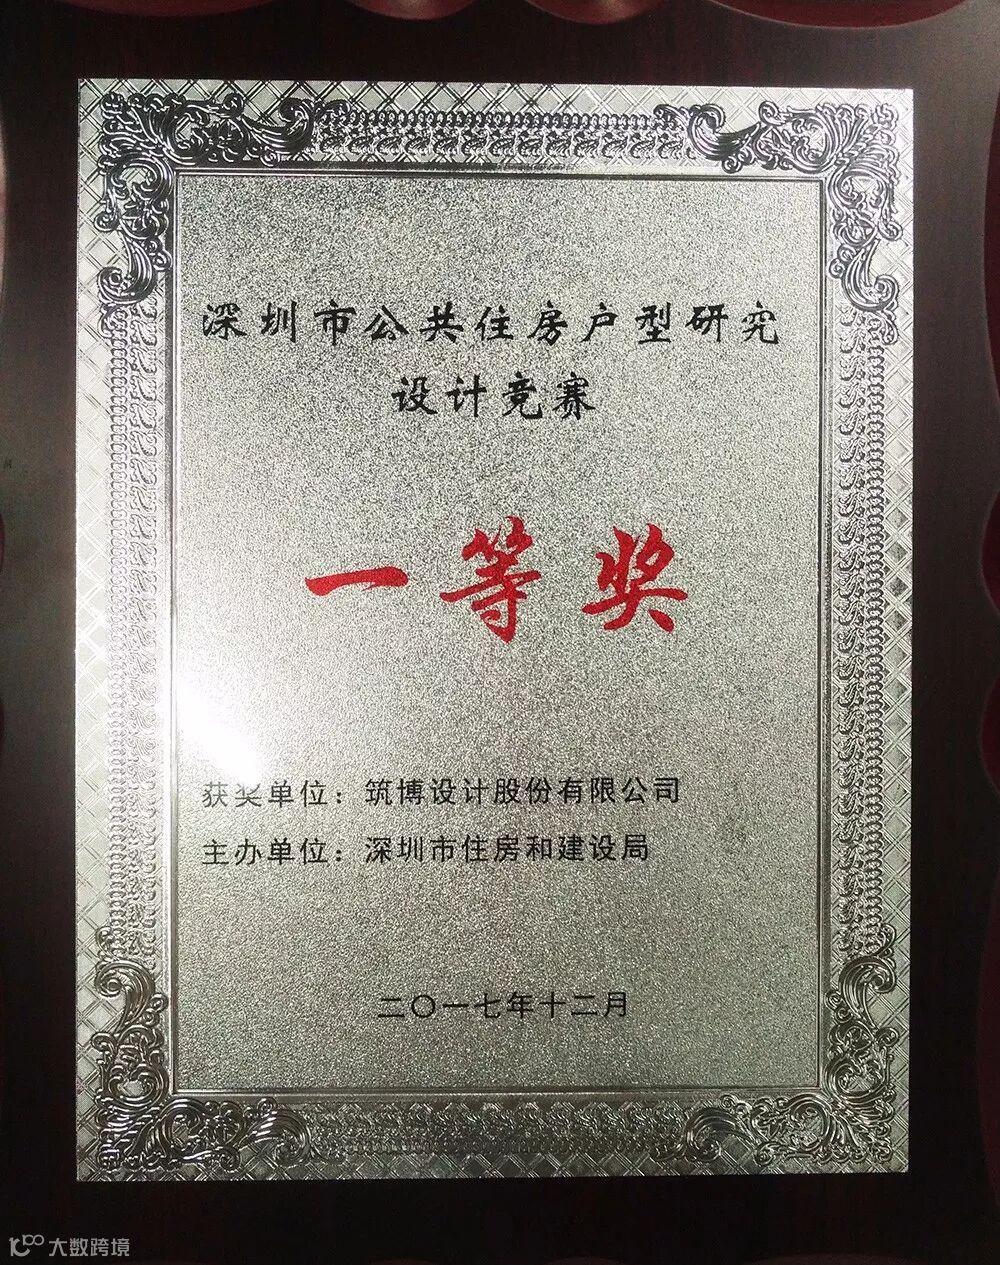 深圳市公共住房户型研究
设计竞赛
一等奖
获奖单位：筑博设计股份有限公司
主办单位：深圳市住房和建设局
二〇一七年十二月
大数跨境